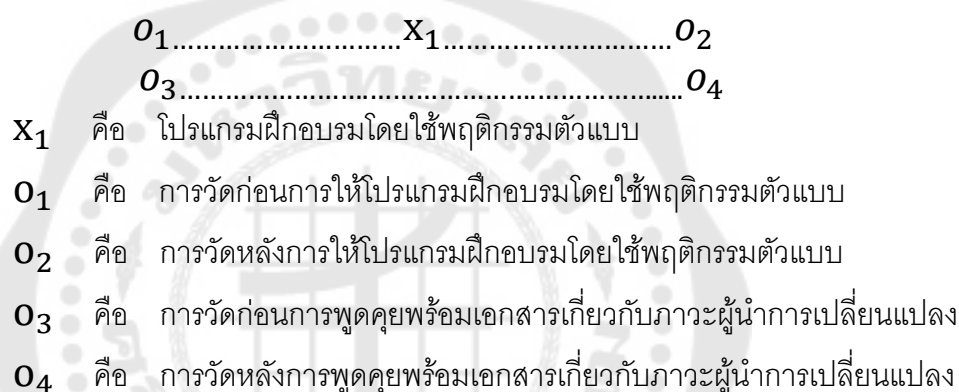 O₁..............................X₁..............................O₂
O₃..................................................................O₄
X₁ คือ โปรแกรมฝึกอบรมโดยใช้พฤติกรรมตัวแบบ
O₁ คือ การวัดก่อนการให้โปรแกรมฝึกอบรมโดยใช้พฤติกรรมตัวแบบ
O₂ คือ การวัดหลังการให้โปรแกรมฝึกอบรมโดยใช้พฤติกรรมตัวแบบ
O₃ คือ การวัดก่อนการพูดคุยพร้อมเอกสารเกี่ยวกับภาวะผู้นำการเปลี่ยนแปลง
O₄ คือ การวัดหลังการพูดคุยพร้อมเอกสารเกี่ยวกับภาวะผู้นำการเปลี่ยนแปลง